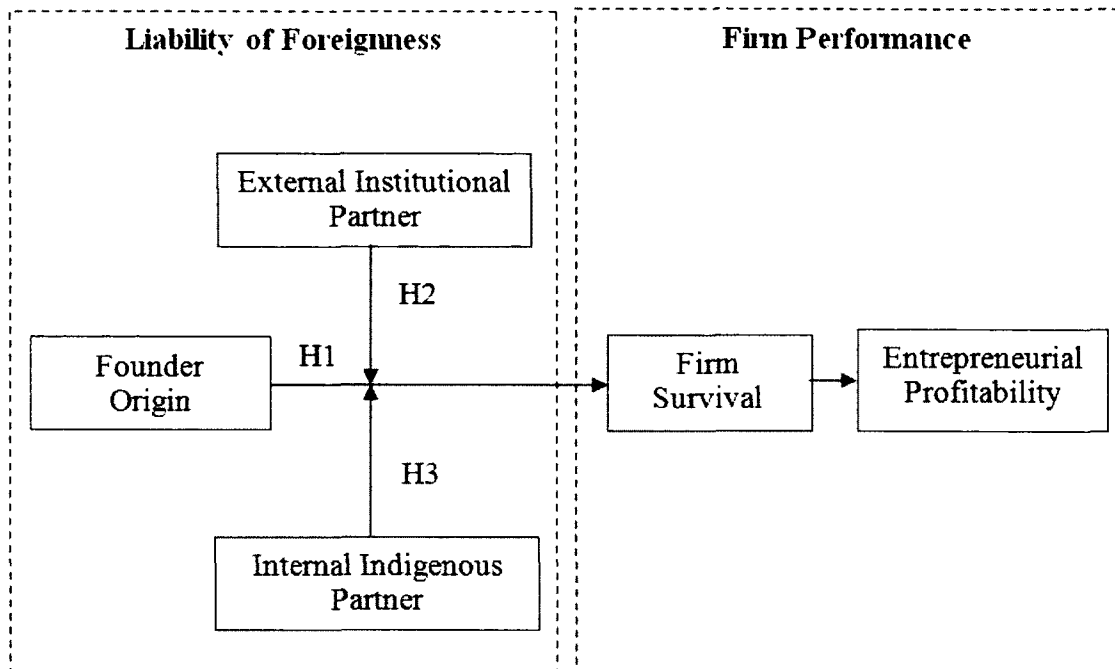 Liability of Foreignness
Firm Performance
External Institutional
Partner
H2
H1
Founder
Origin
Firm
Survival
Entrepreneurial
Profitability
H3
Internal Indigenous
Partner